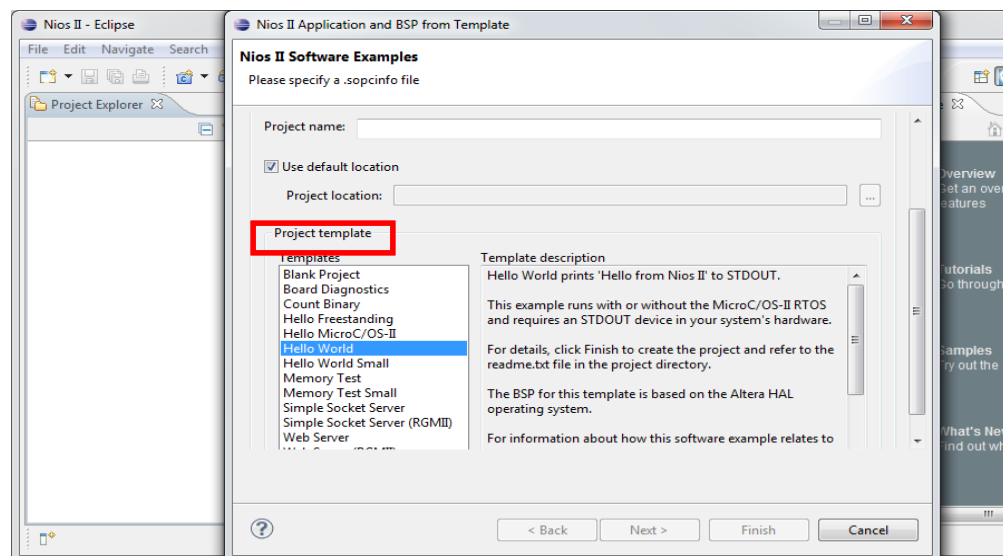 Nios II - Eclipse
File Edit Navigate Search
Project Explorer
Nios II Application and BSP from Template
Nios II Software Examples
Please specify a .sopcinfo file
Project name:
Use default location
Project location:
...
Project template
Templates
Blank Project
Board Diagnostics
Count Binary
Hello Freestanding
Hello MicroC/OS-II
Hello World
Hello World Small
Memory Test
Memory Test Small
Simple Socket Server
Simple Socket Server (RGMII)
Web Server
Template description
Hello World prints 'Hello from Nios II' to STDOUT.
This example runs with or without the MicroC/OS-II RTOS
and requires an STDOUT device in your system's hardware.
For details, click Finish to create the project and refer to the
readme.txt file in the project directory.
The BSP for this template is based on the Altera HAL
operating system.
For information about how this software example relates to
< Back
Next >
Finish
Cancel
Overview
Get an over
eatures
Tutorials
Go through
Samples
Try out the
What's Ne
Find out wh